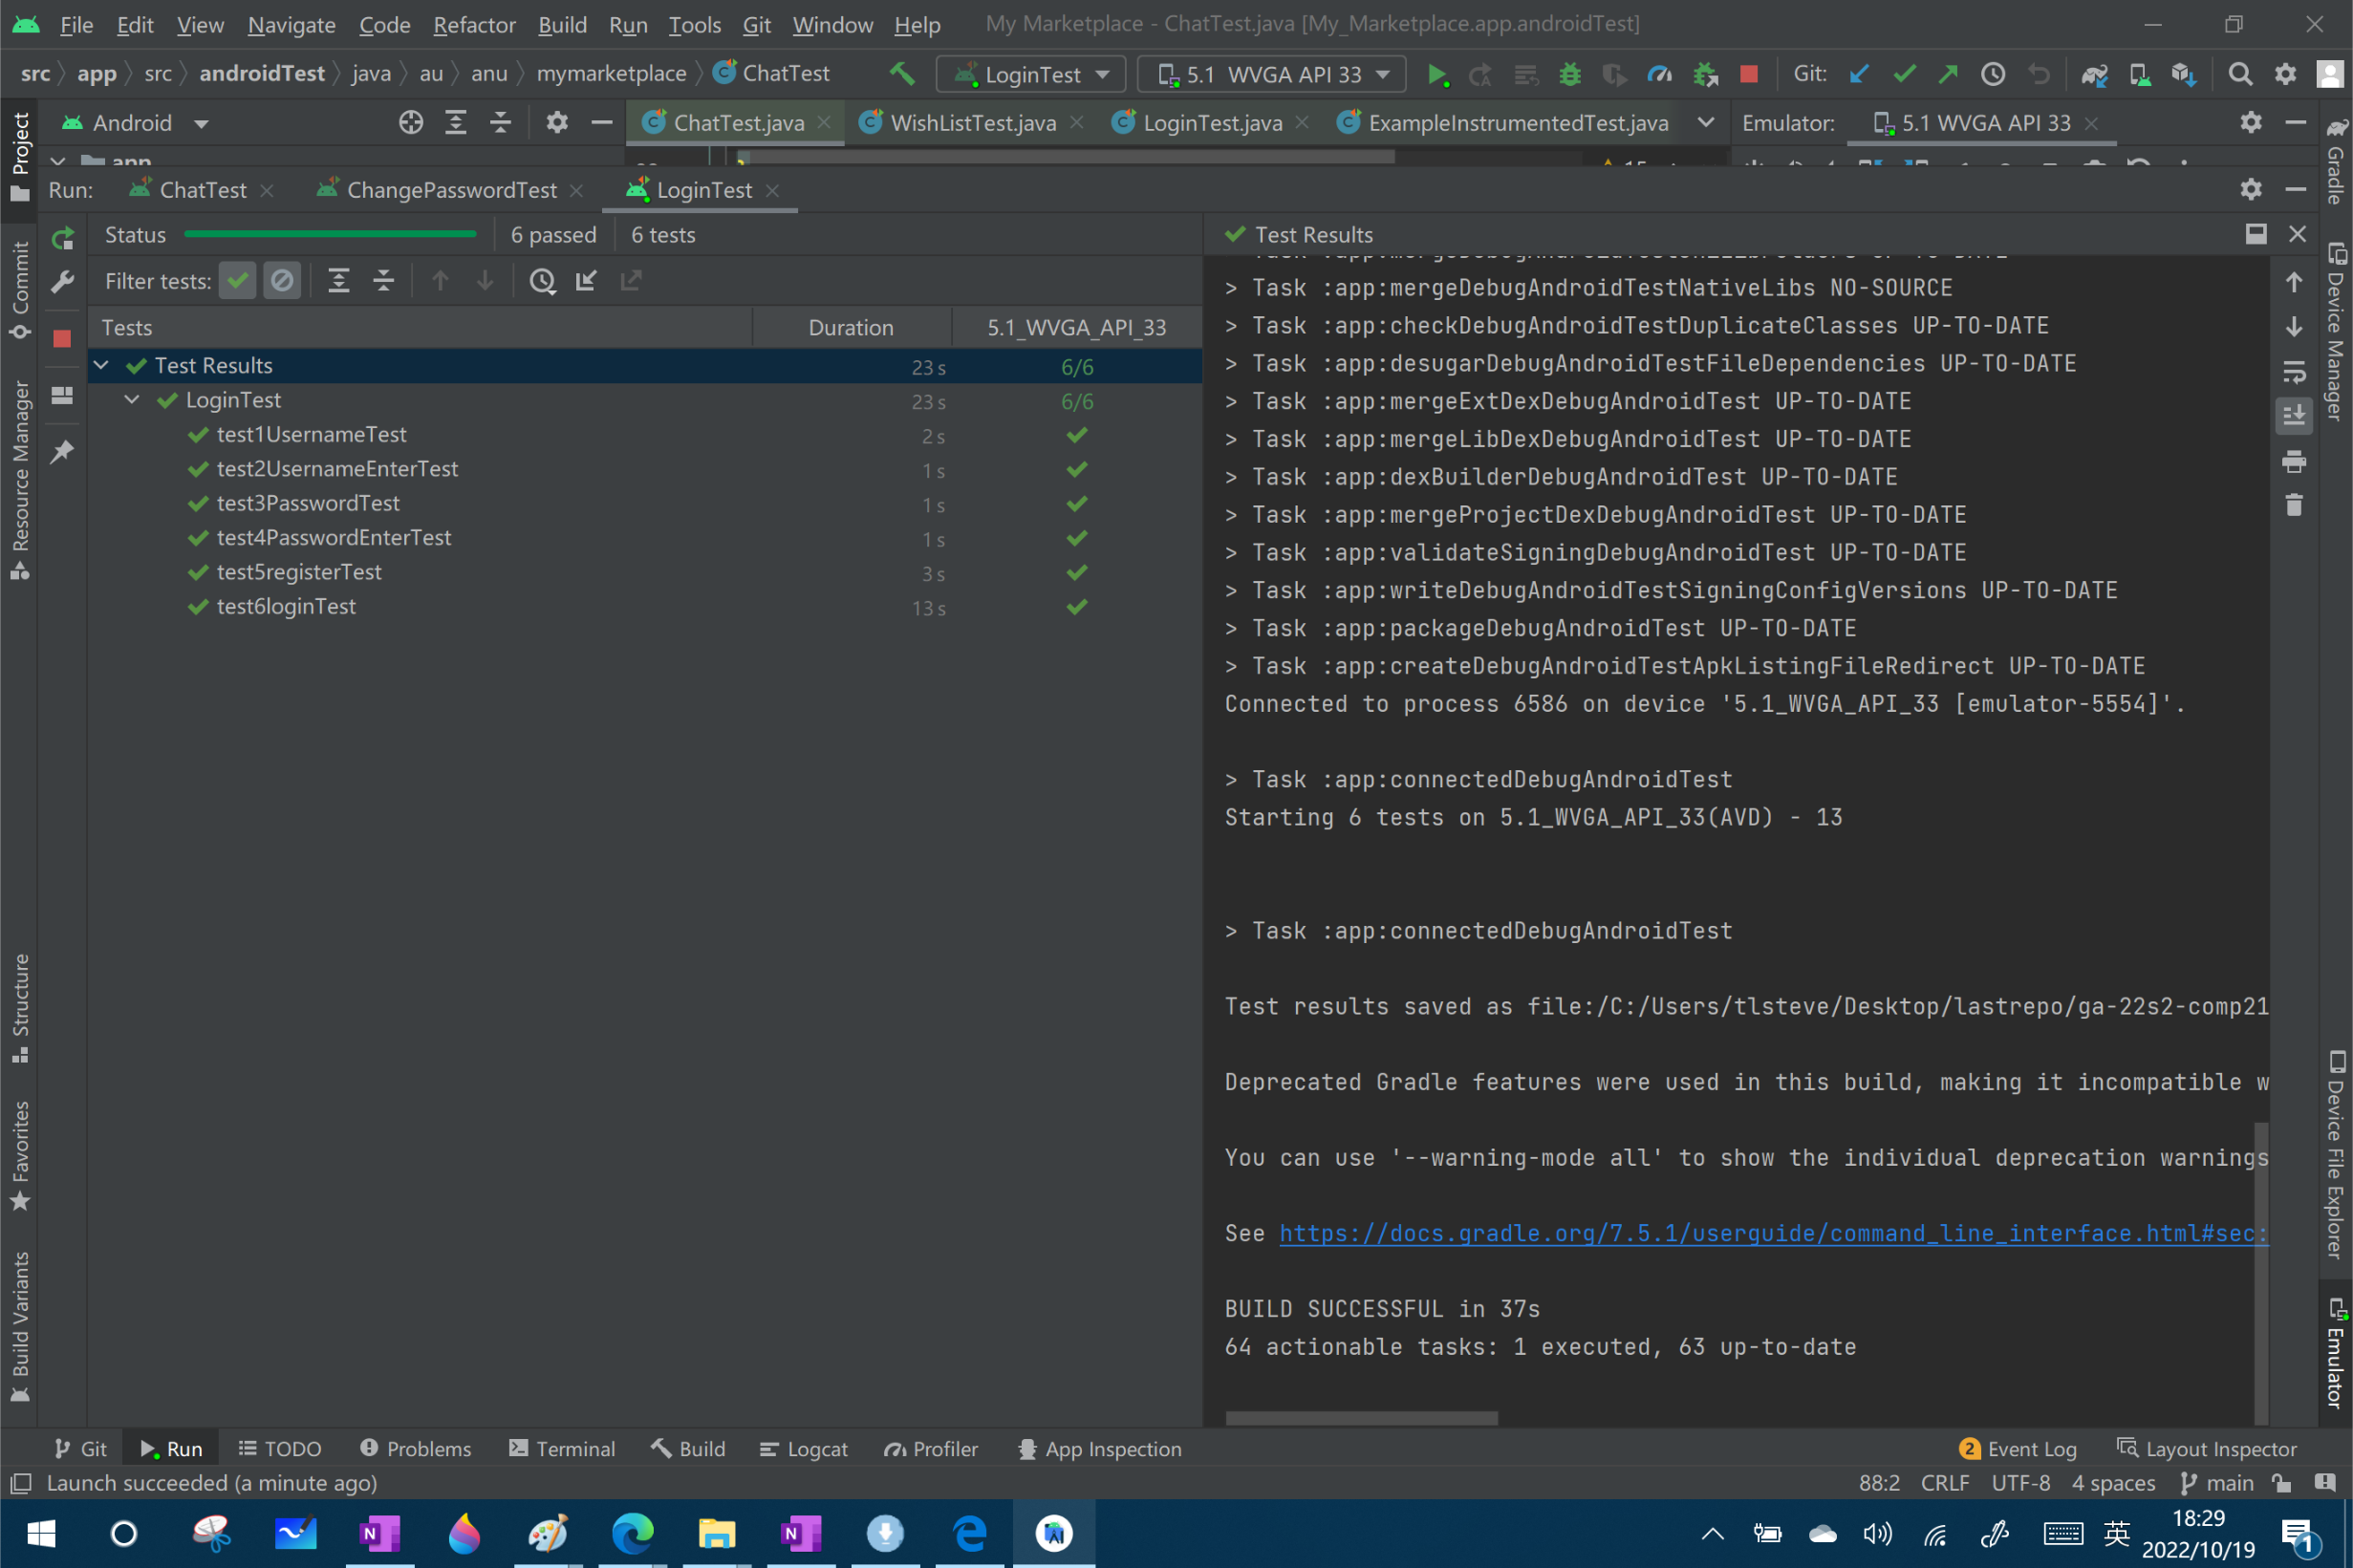 File Edit View Navigate Code Refactor Build Run Tools Git Window Help My Marketplace - ChatTest.java [My_Marketplace.app.androidTest]
src app src androidTest java au anu mymarketplace ChatTest LoginTest 5.1 WVGA API 33 Git:
Android ChatTest.java WishListTest.java LoginTest.java ExampleInstrumentedTest.java Emulator: 5.1 WVGA API 33
app
Run: ChatTest ChangePasswordTest LoginTest
Status 6 passed 6 tests
Filter tests:
Tests Duration 5.1_WVGA_API_33
Test Results 23 s 6/6
LoginTest 23 s 6/6
test1UsernameTest 2 s
test2UsernameEnterTest 1 s
test3PasswordTest 1 s
test4PasswordEnterTest 1 s
test5registerTest 3 s
test6loginTest 13 s
Test Results
> Task :app:mergeDebugAndroidTestNativeLibs NO-SOURCE
> Task :app:checkDebugAndroidTestDuplicateClasses UP-TO-DATE
> Task :app:desugarDebugAndroidTestFileDependencies UP-TO-DATE
> Task :app:mergeExtDexDebugAndroidTest UP-TO-DATE
> Task :app:mergeLibDexDebugAndroidTest UP-TO-DATE
> Task :app:dexBuilderDebugAndroidTest UP-TO-DATE
> Task :app:mergeProjectDexDebugAndroidTest UP-TO-DATE
> Task :app:validateSigningDebugAndroidTest UP-TO-DATE
> Task :app:writeDebugAndroidTestSigningConfigVersions UP-TO-DATE
> Task :app:packageDebugAndroidTest UP-TO-DATE
> Task :app:createDebugAndroidTestApkListingFileRedirect UP-TO-DATE
Connected to process 6586 on device '5.1_WVGA_API_33 [emulator-5554]'.
> Task :app:connectedDebugAndroidTest
Starting 6 tests on 5.1_WVGA_API_33(AVD) - 13
> Task :app:connectedDebugAndroidTest
Test results saved as file:/C:/Users/tlsteve/Desktop/lastrepo/ga-22s2-comp21
Deprecated Gradle features were used in this build, making it incompatible w
You can use '--warning-mode all' to show the individual deprecation warnings
See https://docs.gradle.org/7.5.1/userguide/command_line_interface.html#sec:
BUILD SUCCESSFUL in 37s
64 actionable tasks: 1 executed, 63 up-to-date
Project
Commit
Resource Manager
Structure
Favorites
Build Variants
Gradle
Device Manager
Device File Explorer
Emulator
Git Run TODO Problems Terminal Build Logcat Profiler App Inspection 2 Event Log Layout Inspector
Launch succeeded (a minute ago) 88:2 CRLF UTF-8 4 spaces main
英 18:29
2022/10/19 1